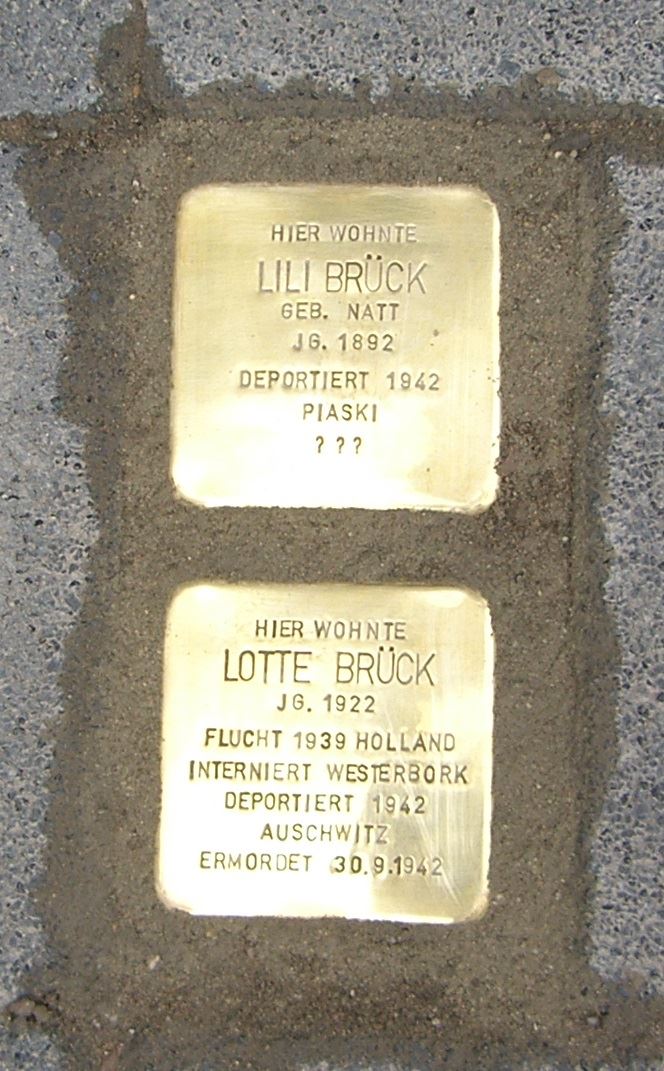 HIER WOHNTE
LILI BRÜCK
GEB. NATT
JG. 1892
DEPORTIERT 1942
PIASKI
? ? ?
HIER WOHNTE
LOTTE BRÜCK
JG. 1922
FLUCHT 1939 HOLLAND
INTERNIERT WESTERBORK
DEPORTIERT 1942
AUSCHWITZ
ERMORDET 30.9.1942